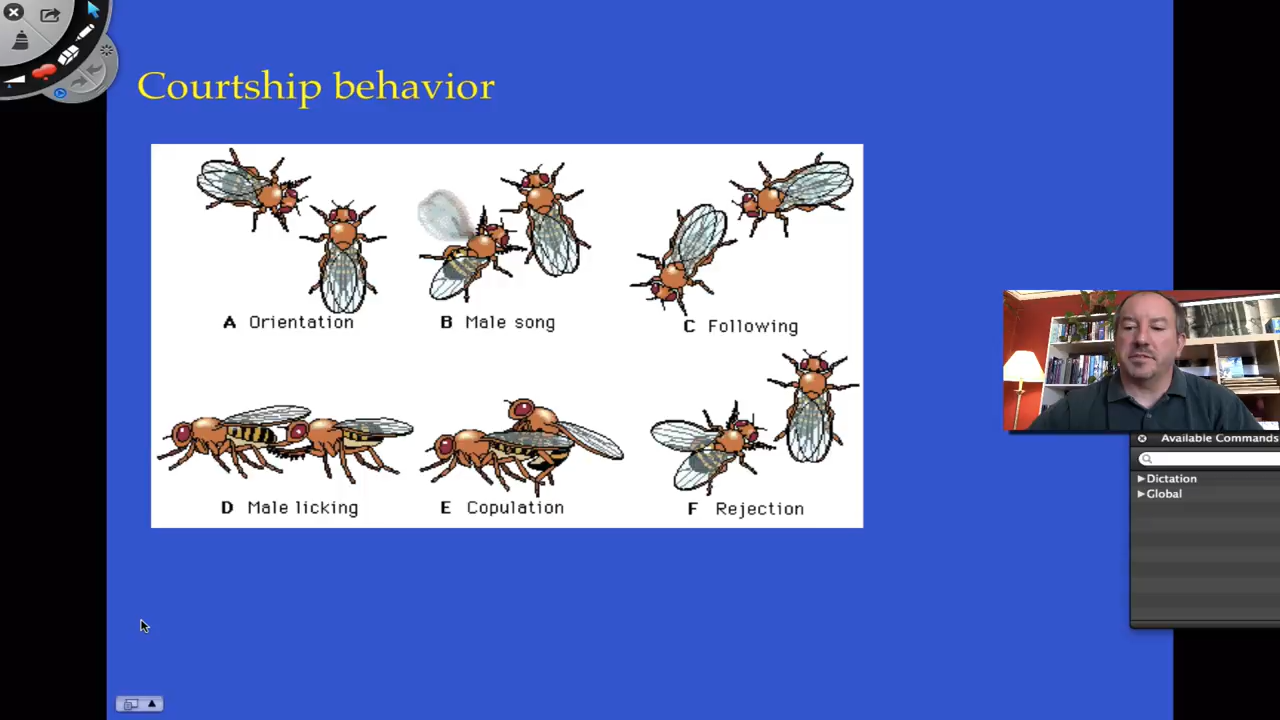 Courtship behavior
A Orientation
B Male song
C Following
D Male licking
E Copulation
F Rejection
Available Commands
Dictation
Global